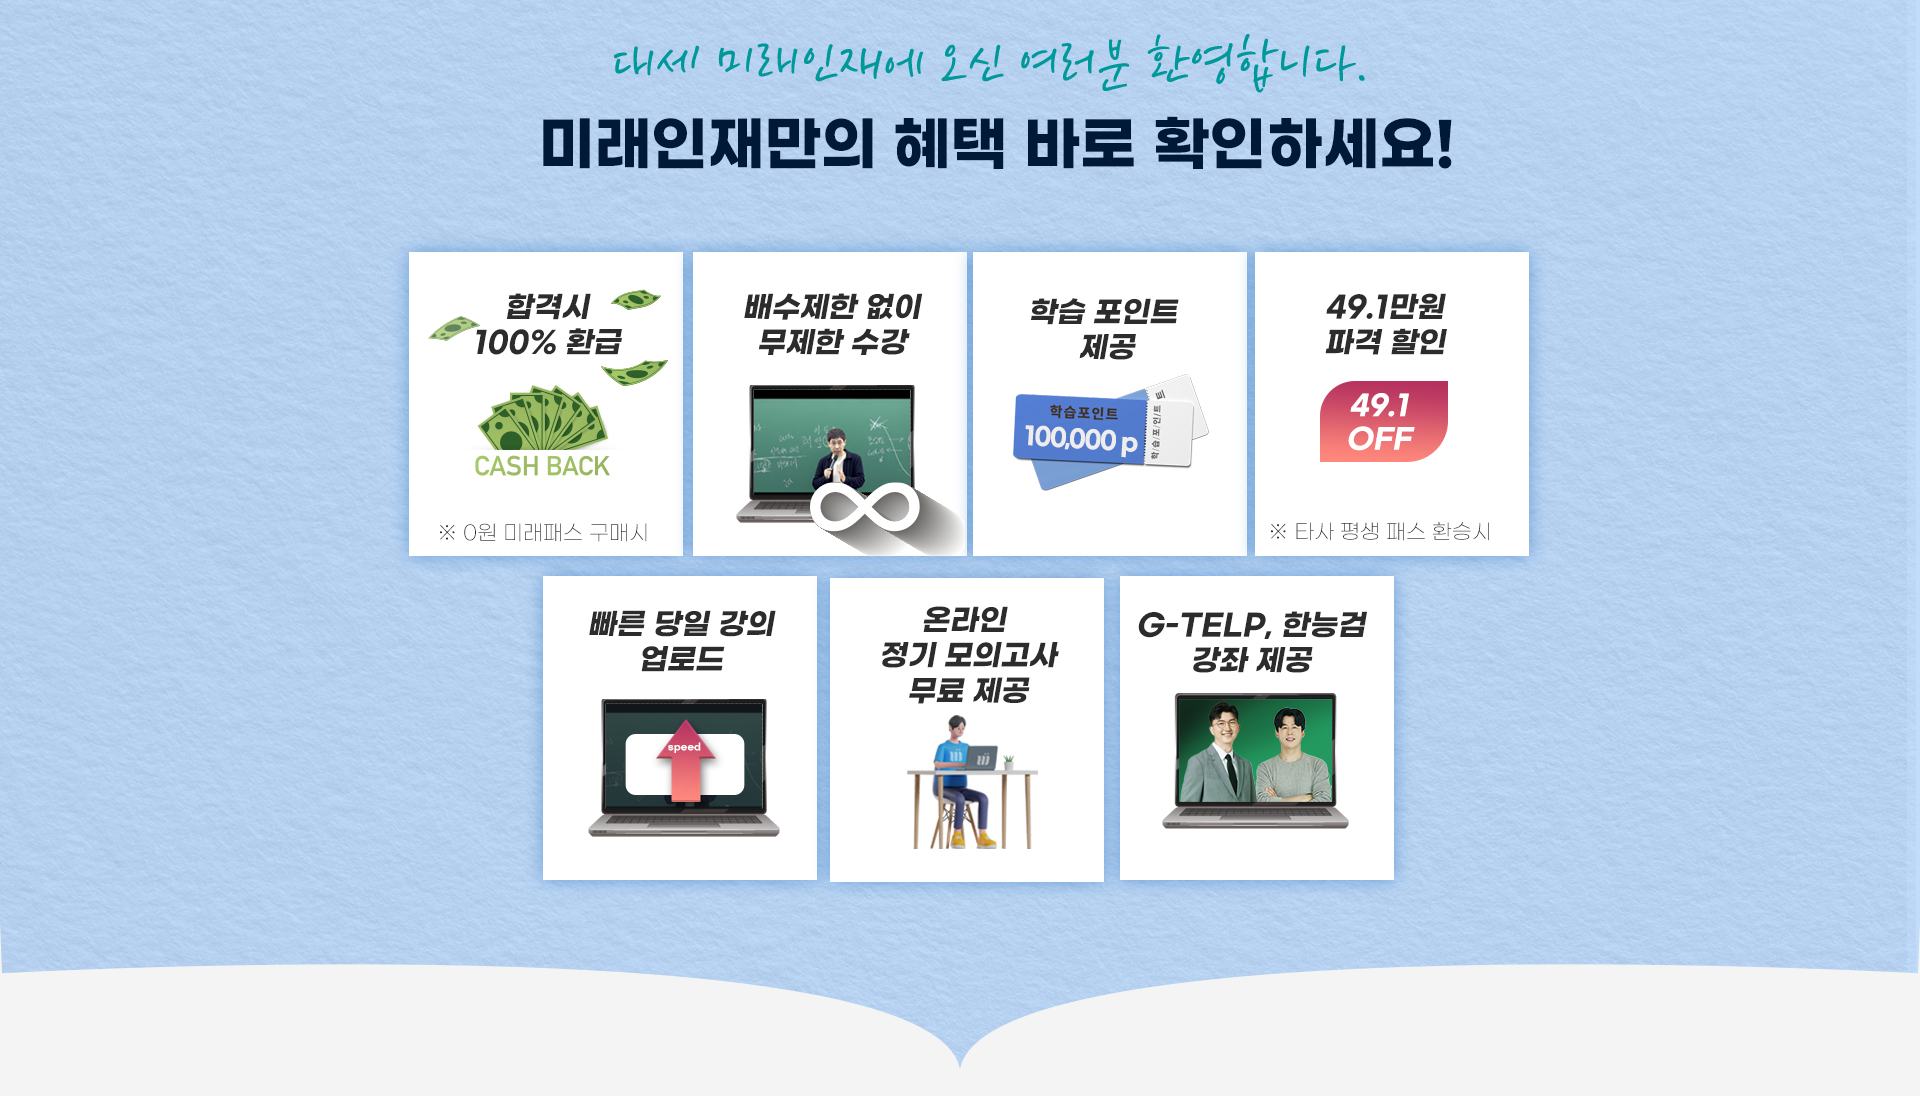 대세 미래인재에 오신 여러분 환영합니다.
미래인재만의 혜택 바로 확인하세요!
합격시
100% 환급
CASH BACK
※ 0원 미래패스 구매시
배수제한 없이
무제한 수강
학습 포인트
제공
학습포인트
100,000 p
학/습/포/인/트
트
49.1만원
파격 할인
49.1
OFF
※ 타사 평생 패스 환승시
빠른 당일 강의
업로드
speed
온라인
정기 모의고사
무료 제공
G-TELP, 한능검
강좌 제공